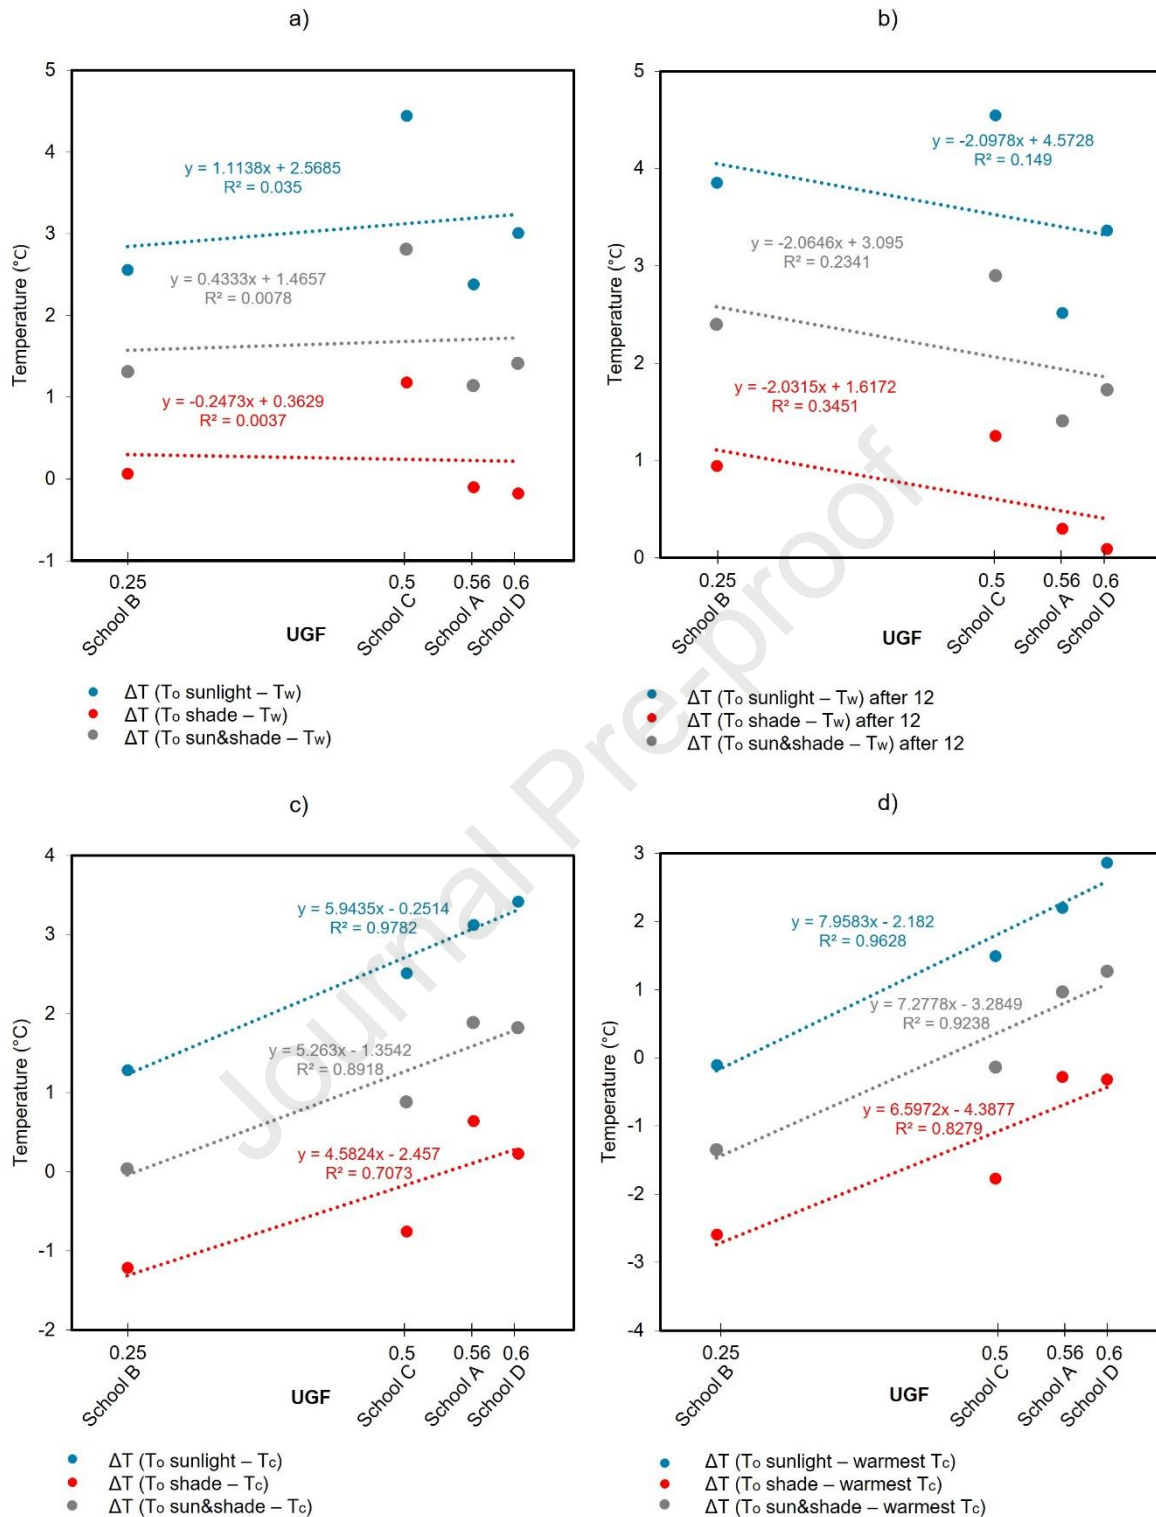 a)
5
4
3
2
1
0
-1
Temperature (°c)
y = 1.1138x + 2.5685
R² = 0.035
y = 0.4333x + 1.4657
R² = 0.0078
y = -0.2473x + 0.3629
R² = 0.0037
0.25
School B
0.5
School C
0.56
School A
0.6
School D
UGF
ΔT (To sunlight – Tw)
ΔT (To shade – Tw)
ΔT (To sun&shade – Tw)
b)
5
4
3
2
1
0
Temperature (°c)
y = -2.0978x + 4.5728
R² = 0.149
y = -2.0646x + 3.095
R² = 0.2341
y = -2.0315x + 1.6172
R² = 0.3451
0.25
School B
0.5
School C
0.56
School A
0.6
School D
UGF
ΔT (To sunlight – Tw) after 12
ΔT (To shade – Tw) after 12
ΔT (To sun&shade – Tw) after 12
c)
4
3
2
1
0
-1
-2
Temperature (°C)
y = 5.9435x - 0.2514
R² = 0.9782
y = 5.263x - 1.3542
R² = 0.8918
y = 4.5824x - 2.457
R² = 0.7073
0.25
School B
0.5
School C
0.56
School A
0.6
School D
UGF
ΔT (To sunlight – Tc)
ΔT (To shade – Tc)
ΔT (To sun&shade – Tc)
d)
3
2
1
0
-1
-2
-3
-4
Temperature (°C)
y = 7.9583x - 2.182
R² = 0.9628
y = 7.2778x - 3.2849
R² = 0.9238
y = 6.5972x - 4.3877
R² = 0.8279
0.25
School B
0.5
School C
0.56
School A
0.6
School D
UGF
ΔT (To sunlight – warmest Tc)
ΔT (To shade – warmest Tc)
ΔT (To sun&shade – warmest Tc)
Journal Pre-proof